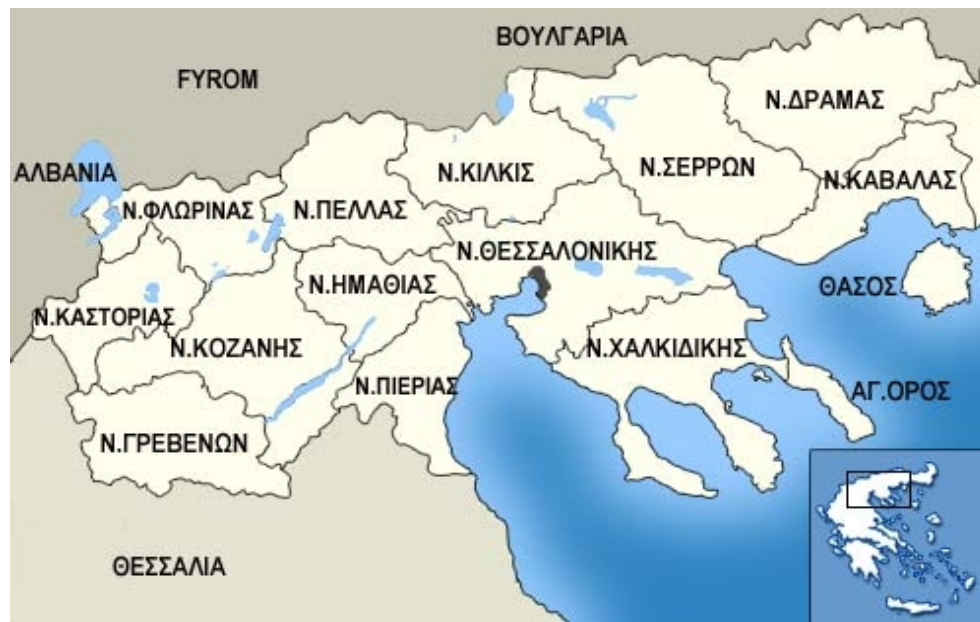 ΒΟΥΛΓΑΡΙΑ
FYROM
Ν.ΔΡΑΜΑΣ
ΑΛΒΑΝΙΑ
Ν.ΚΙΛΚΙΣ
Ν.ΣΕΡΡΩΝ
Ν.ΚΑΒΑΛΑΣ
Ν.ΦΛΩΡΙΝΑΣ
Ν.ΠΕΛΛΑΣ
Ν.ΘΕΣΣΑΛΟΝΙΚΗΣ
Ν.ΗΜΑΘΙΑΣ
ΘΑΣΟΣ
Ν.ΚΑΣΤΟΡΙΑΣ
Ν.ΚΟΖΑΝΗΣ
Ν.ΧΑΛΚΙΔΙΚΗΣ
Ν.ΠΙΕΡΙΑΣ
ΑΓ.ΟΡΟΣ
Ν.ΓΡΕΒΕΝΩΝ
ΘΕΣΣΑΛΙΑ